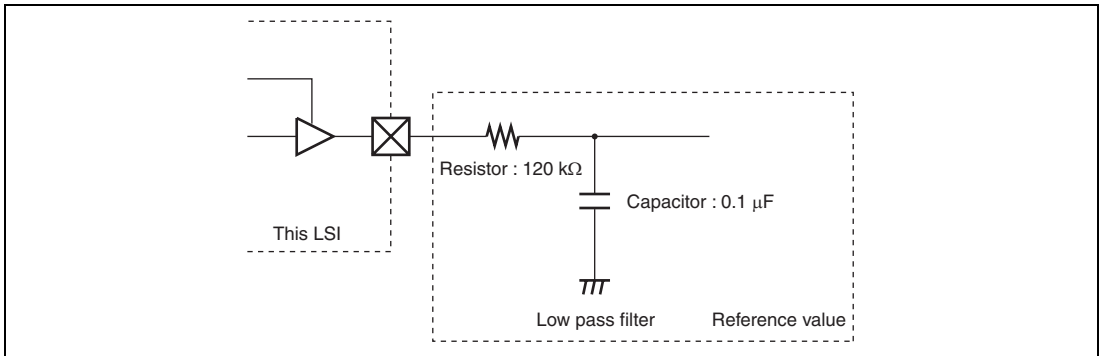 Resistor : 120 kΩ
Capacitor : 0.1 μF
This LSI
Low pass filter
Reference value